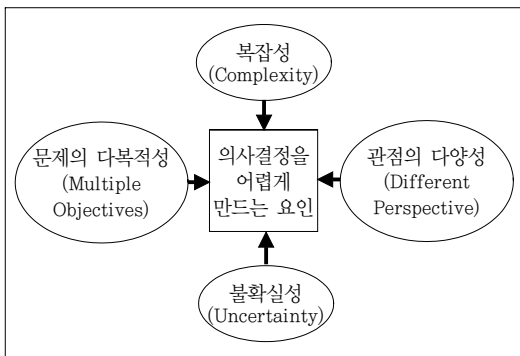 복잡성
(Complexity)
문제의 다복적성
(Multiple
Objectives)
의사결정을
어렵게
만드는 요인
관점의 다양성
(Different
Perspective)
불확실성
(Uncertainty)